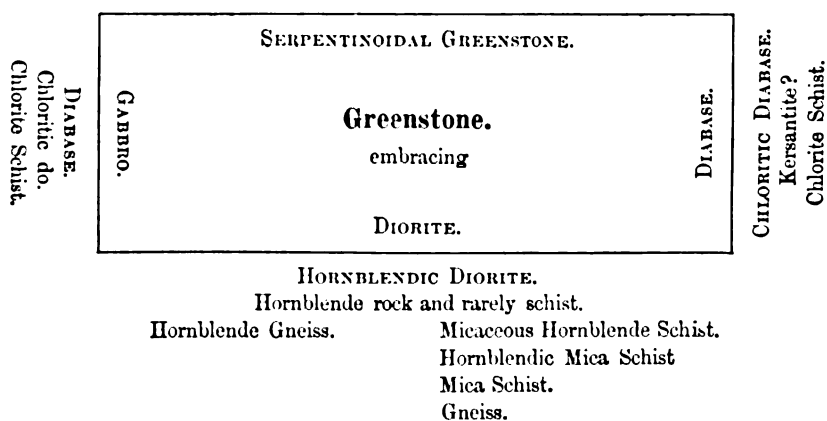 SERPENTINOIDAL GREENSTONE.
DIABASE.
Chloritic do.
Chlorite Schist.
GABBRO.
Greenstone.
embracing
DIORITE.
DIABASE.
CHLORITIC DIABASE.
Kersantite?
Chlorite Schist.
HORNBLENDIC DIORITE.
Hornblende rock and rarely schist.
Hornblende Gneiss.
Micaceous Hornblende Schist.
Hornblendic Mica Schist
Mica Schist.
Gneiss.